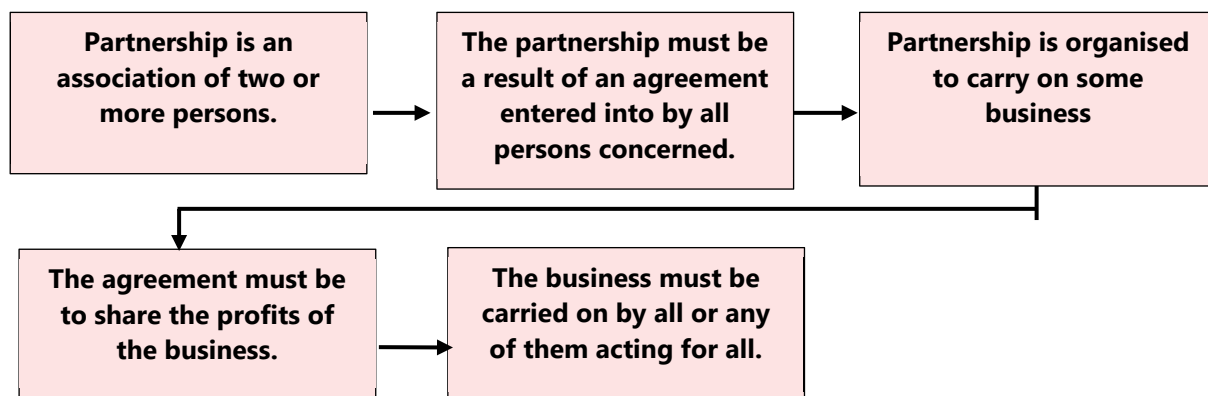 Partnership is an
association of two or
more persons.
The partnership must be
a result of an agreement
entered into by all
persons concerned.
Partnership is organised
to carry on some
business
The agreement must be
to share the profits of
the business.
The business must be
carried on by all or any
of them acting for all.